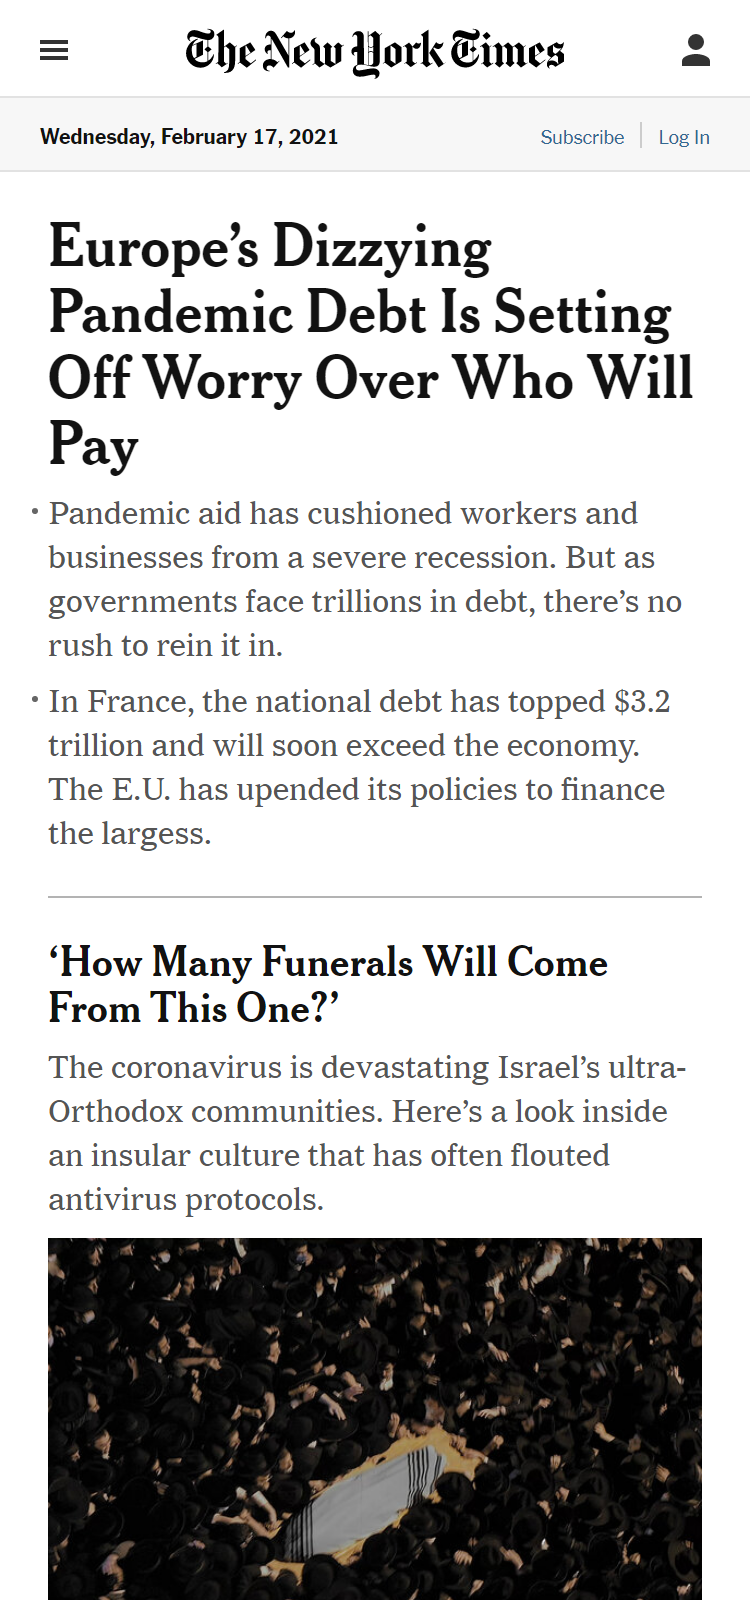 The New York Times
Wednesday, February 17, 2021
Subscribe
Log In
Europe’s Dizzying
Pandemic Debt Is Setting
Off Worry Over Who Will
Pay
• Pandemic aid has cushioned workers and
businesses from a severe recession. But as
governments face trillions in debt, there’s no
rush to rein it in.
• In France, the national debt has topped $3.2
trillion and will soon exceed the economy.
The E.U. has upended its policies to finance
the largess.
‘How Many Funerals Will Come
From This One?’
The coronavirus is devastating Israel’s ultra-
Orthodox communities. Here’s a look inside
an insular culture that has often flouted
antivirus protocols.